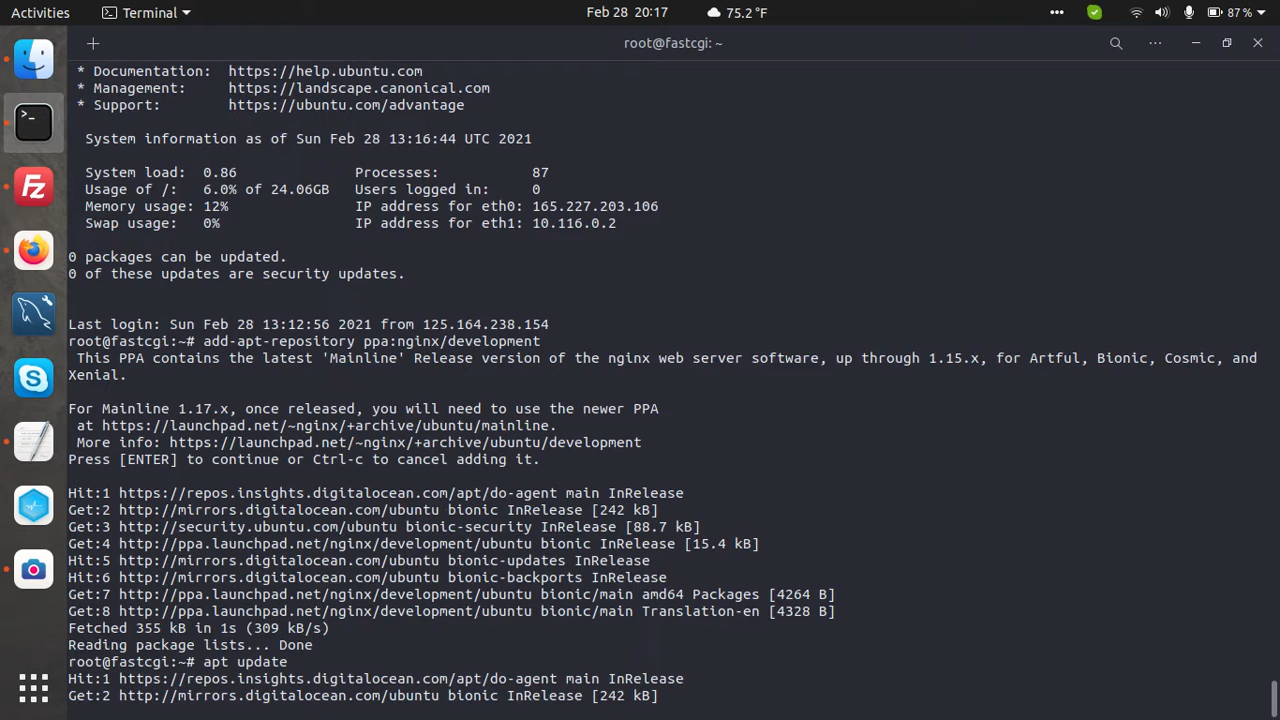 Activities
Terminal
Feb 28 20:17
75.2 °F
87 %
root@fastcgi: ~
* Documentation:  https://help.ubuntu.com
* Management:     https://landscape.canonical.com
* Support:        https://ubuntu.com/advantage
System information as of Sun Feb 28 13:16:44 UTC 2021
System load:  0.86               Processes:           87
Usage of /:   6.0% of 24.06GB   Users logged in:     0
Memory usage: 12%               IP address for eth0: 165.227.203.106
Swap usage:   0%                IP address for eth1: 10.116.0.2
0 packages can be updated.
0 of these updates are security updates.
Last login: Sun Feb 28 13:12:56 2021 from 125.164.238.154
root@fastcgi:~# add-apt-repository ppa:nginx/development
This PPA contains the latest 'Mainline' Release version of the nginx web server software, up through 1.15.x, for Artful, Bionic, Cosmic, and
Xenial.
For Mainline 1.17.x, once released, you will need to use the newer PPA
at https://launchpad.net/~nginx/+archive/ubuntu/mainline.
More info: https://launchpad.net/~nginx/+archive/ubuntu/development
Press [ENTER] to continue or Ctrl-c to cancel adding it.
Hit:1 https://repos.insights.digitalocean.com/apt/do-agent main InRelease
Get:2 http://mirrors.digitalocean.com/ubuntu bionic InRelease [242 kB]
Get:3 http://security.ubuntu.com/ubuntu bionic-security InRelease [88.7 kB]
Get:4 http://ppa.launchpad.net/nginx/development/ubuntu bionic InRelease [15.4 kB]
Hit:5 http://mirrors.digitalocean.com/ubuntu bionic-updates InRelease
Hit:6 http://mirrors.digitalocean.com/ubuntu bionic-backports InRelease
Get:7 http://ppa.launchpad.net/nginx/development/ubuntu bionic/main amd64 Packages [4264 B]
Get:8 http://ppa.launchpad.net/nginx/development/ubuntu bionic/main Translation-en [4328 B]
Fetched 355 kB in 1s (309 kB/s)
Reading package lists... Done
root@fastcgi:~# apt update
Hit:1 https://repos.insights.digitalocean.com/apt/do-agent main InRelease
Get:2 http://mirrors.digitalocean.com/ubuntu bionic InRelease [242 kB]